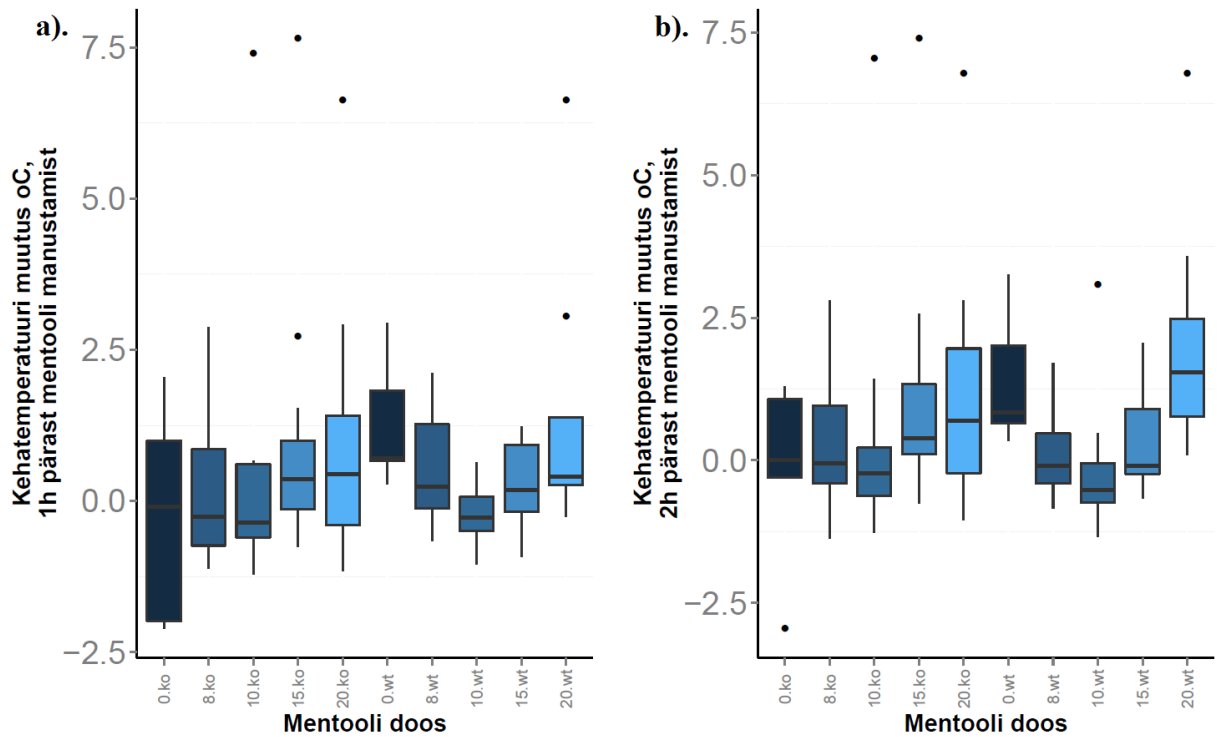 a).
Kehatemperatuuri muutus oC,
1h pärast mentooli manustamist
7.5
5.0
2.5
0.0
−2.5
0.ko
8.ko
10.ko
15.ko
20.ko
0.wt
8.wt
10.wt
15.wt
20.wt
Mentooli doos
b).
Kehatemperatuuri muutus oC,
2h pärast mentooli manustamist
7.5
5.0
2.5
0.0
−2.5
0.ko
8.ko
10.ko
15.ko
20.ko
0.wt
8.wt
10.wt
15.wt
20.wt
Mentooli doos